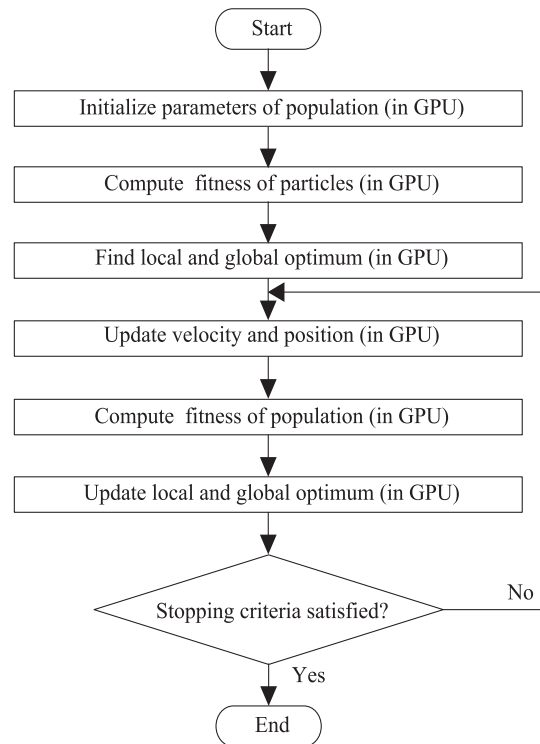 Start
Initialize parameters of population (in GPU)
Compute fitness of particles (in GPU)
Find local and global optimum (in GPU)
Update velocity and position (in GPU)
Compute fitness of population (in GPU)
Update local and global optimum (in GPU)
Stopping criteria satisfied?
No
Yes
End